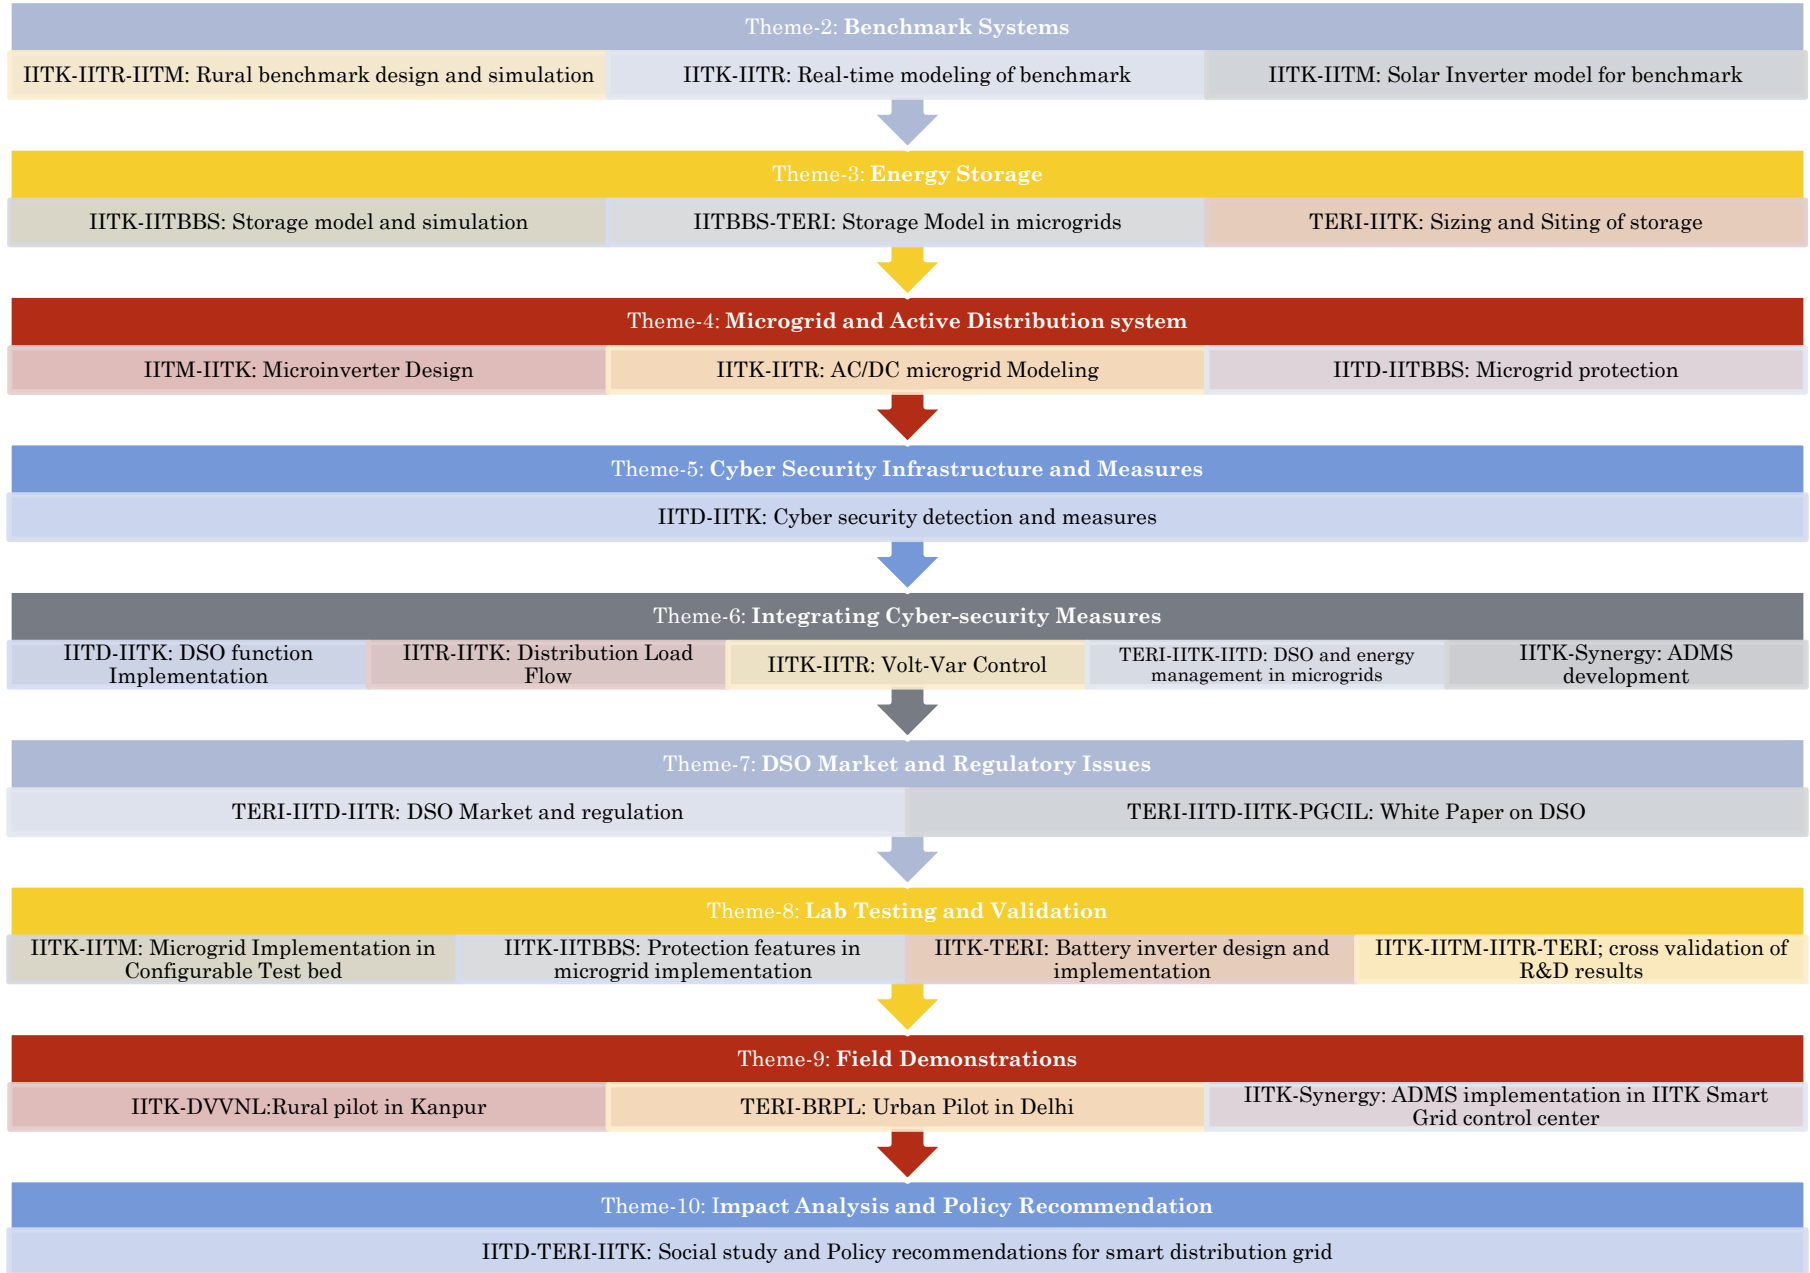 Theme-2: Benchmark Systems
IITK-IITR-IITM: Rural benchmark design and simulation
IITK-IITR: Real-time modeling of benchmark
IITK-IITM: Solar Inverter model for benchmark
Theme-3: Energy Storage
IITK-IITBBS: Storage model and simulation
IITBBS-TERI: Storage Model in microgrids
TERI-IITK: Sizing and Siting of storage
Theme-4: Microgrid and Active Distribution system
IITM-IITK: Microinverter Design
IITK-IITR: AC/DC microgrid Modeling
IITD-IITBBS: Microgrid protection
Theme-5: Cyber Security Infrastructure and Measures
IITD-IITK: Cyber security detection and measures
Theme-6: Integrating Cyber-security Measures
IITD-IITK: DSO function
Implementation
IITR-IITK: Distribution Load
Flow
IITK-IITR: Volt-Var Control
TERI-IITK-IITD: DSO and energy
management in microgrids
IITK-Synergy: ADMS
development
Theme-7: DSO Market and Regulatory Issues
TERI-IITD-IITR: DSO Market and regulation
TERI-IITD-IITK-PGCIL: White Paper on DSO
Theme-8: Lab Testing and Validation
IITK-IITM: Microgrid Implementation in
Configurable Test bed
IITK-IITBBS: Protection features in
microgrid implementation
IITK-TERI: Battery inverter design and
implementation
IITK-IITM-IITR-TERI; cross validation of
R&D results
Theme-9: Field Demonstrations
IITK-DVVNL:Rural pilot in Kanpur
TERI-BRPL: Urban Pilot in Delhi
IITK-Synergy: ADMS implementation in IITK Smart
Grid control center
Theme-10: Impact Analysis and Policy Recommendation
IITD-TERI-IITK: Social study and Policy recommendations for smart distribution grid